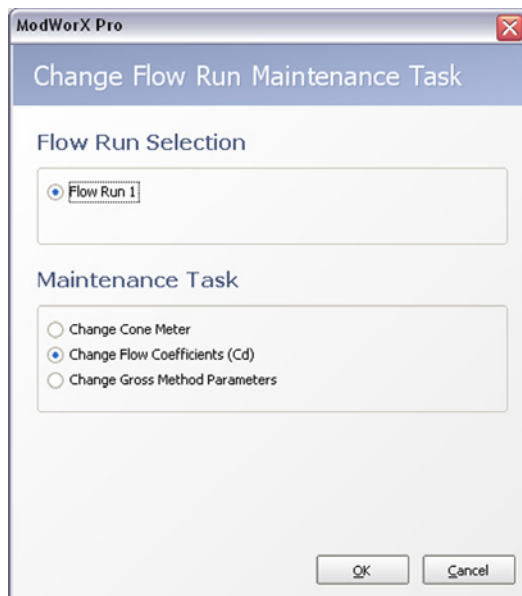 ModWorX Pro
Change Flow Run Maintenance Task
Flow Run Selection
Flow Run 1
Maintenance Task
Change Cone Meter
Change Flow Coefficients (Cd)
Change Gross Method Parameters
OK Cancel